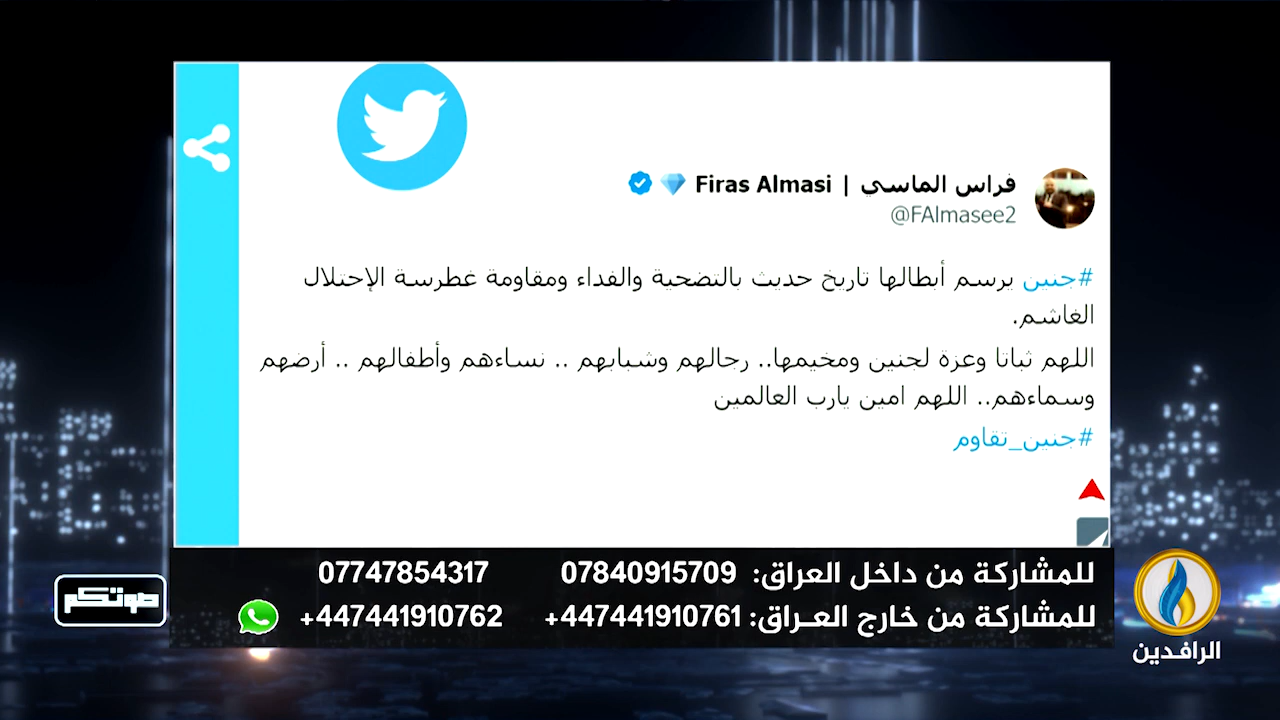 فراس الماسي | Firas Almasi
@FAlmasee2
#جنين يرسم أبطالها تاريخ حديث بالتضحية والفداء ومقاومة غطرسة الإحتلال
الغاشم.
اللهم ثباتا وعزة لجنين ومخيمها.. رجالهم وشبابهم .. نساءهم وأطفالهم .. أرضهم
وسماءهم.. اللهم امين يارب العالمين
#جنين_تقاوم
للمشاركة من داخل العراق: 07840915709 07747854317
للمشاركة من خارج العـراق: +447441910761 +447441910762
صوتكم
الرافدين